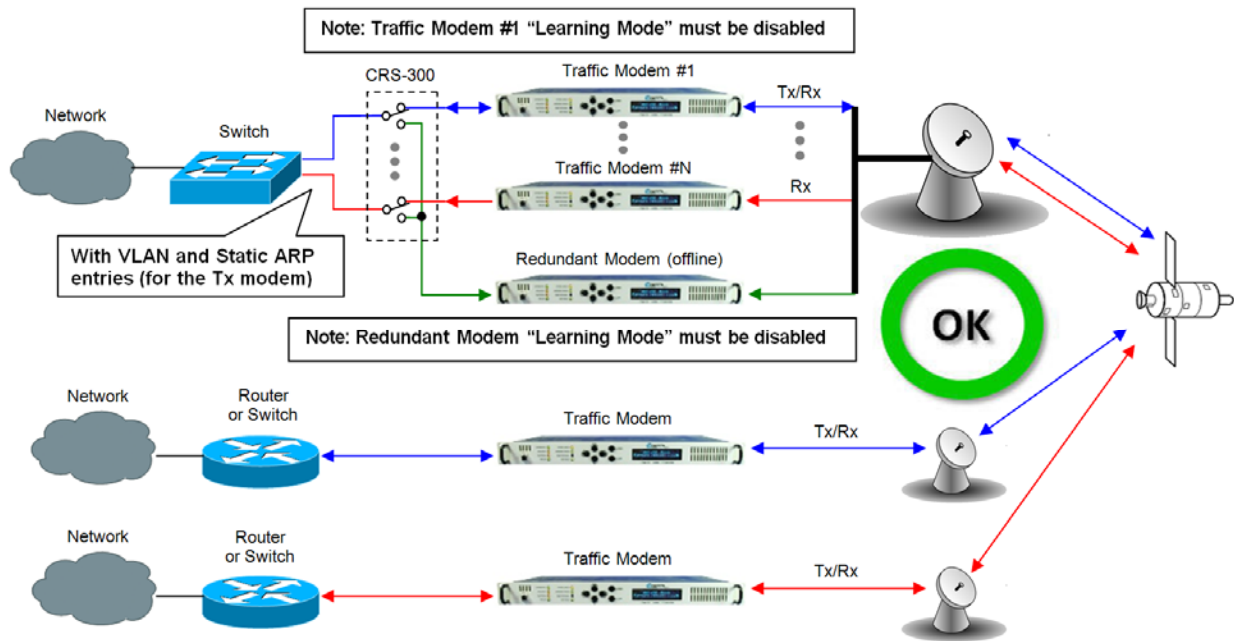 Note: Traffic Modem #1 “Learning Mode” must be disabled
CRS-300
Traffic Modem #1
Tx/Rx
Network
Switch
Traffic Modem #N
Rx
With VLAN and Static ARP
entries (for the Tx modem)
Redundant Modem (offline)
OK
Note: Redundant Modem “Learning Mode” must be disabled
Network
Router
or Switch
Traffic Modem
Tx/Rx
Network
Router
or Switch
Traffic Modem
Tx/Rx